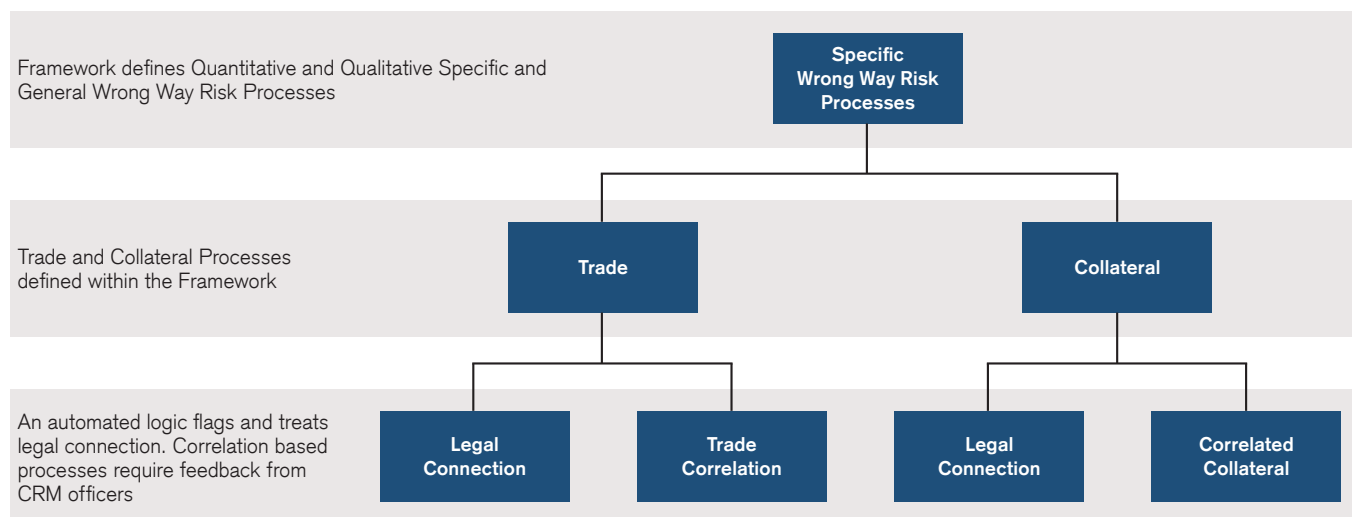 Framework defines Quantitative and Qualitative Specific and
General Wrong Way Risk Processes
Specific
Wrong Way Risk
Processes
Trade and Collateral Processes
defined within the Framework
Trade
Collateral
An automated logic flags and treats
legal connection. Correlation based
processes require feedback from
CRM officers
Legal
Connection
Trade
Correlation
Legal
Connection
Correlated
Collateral